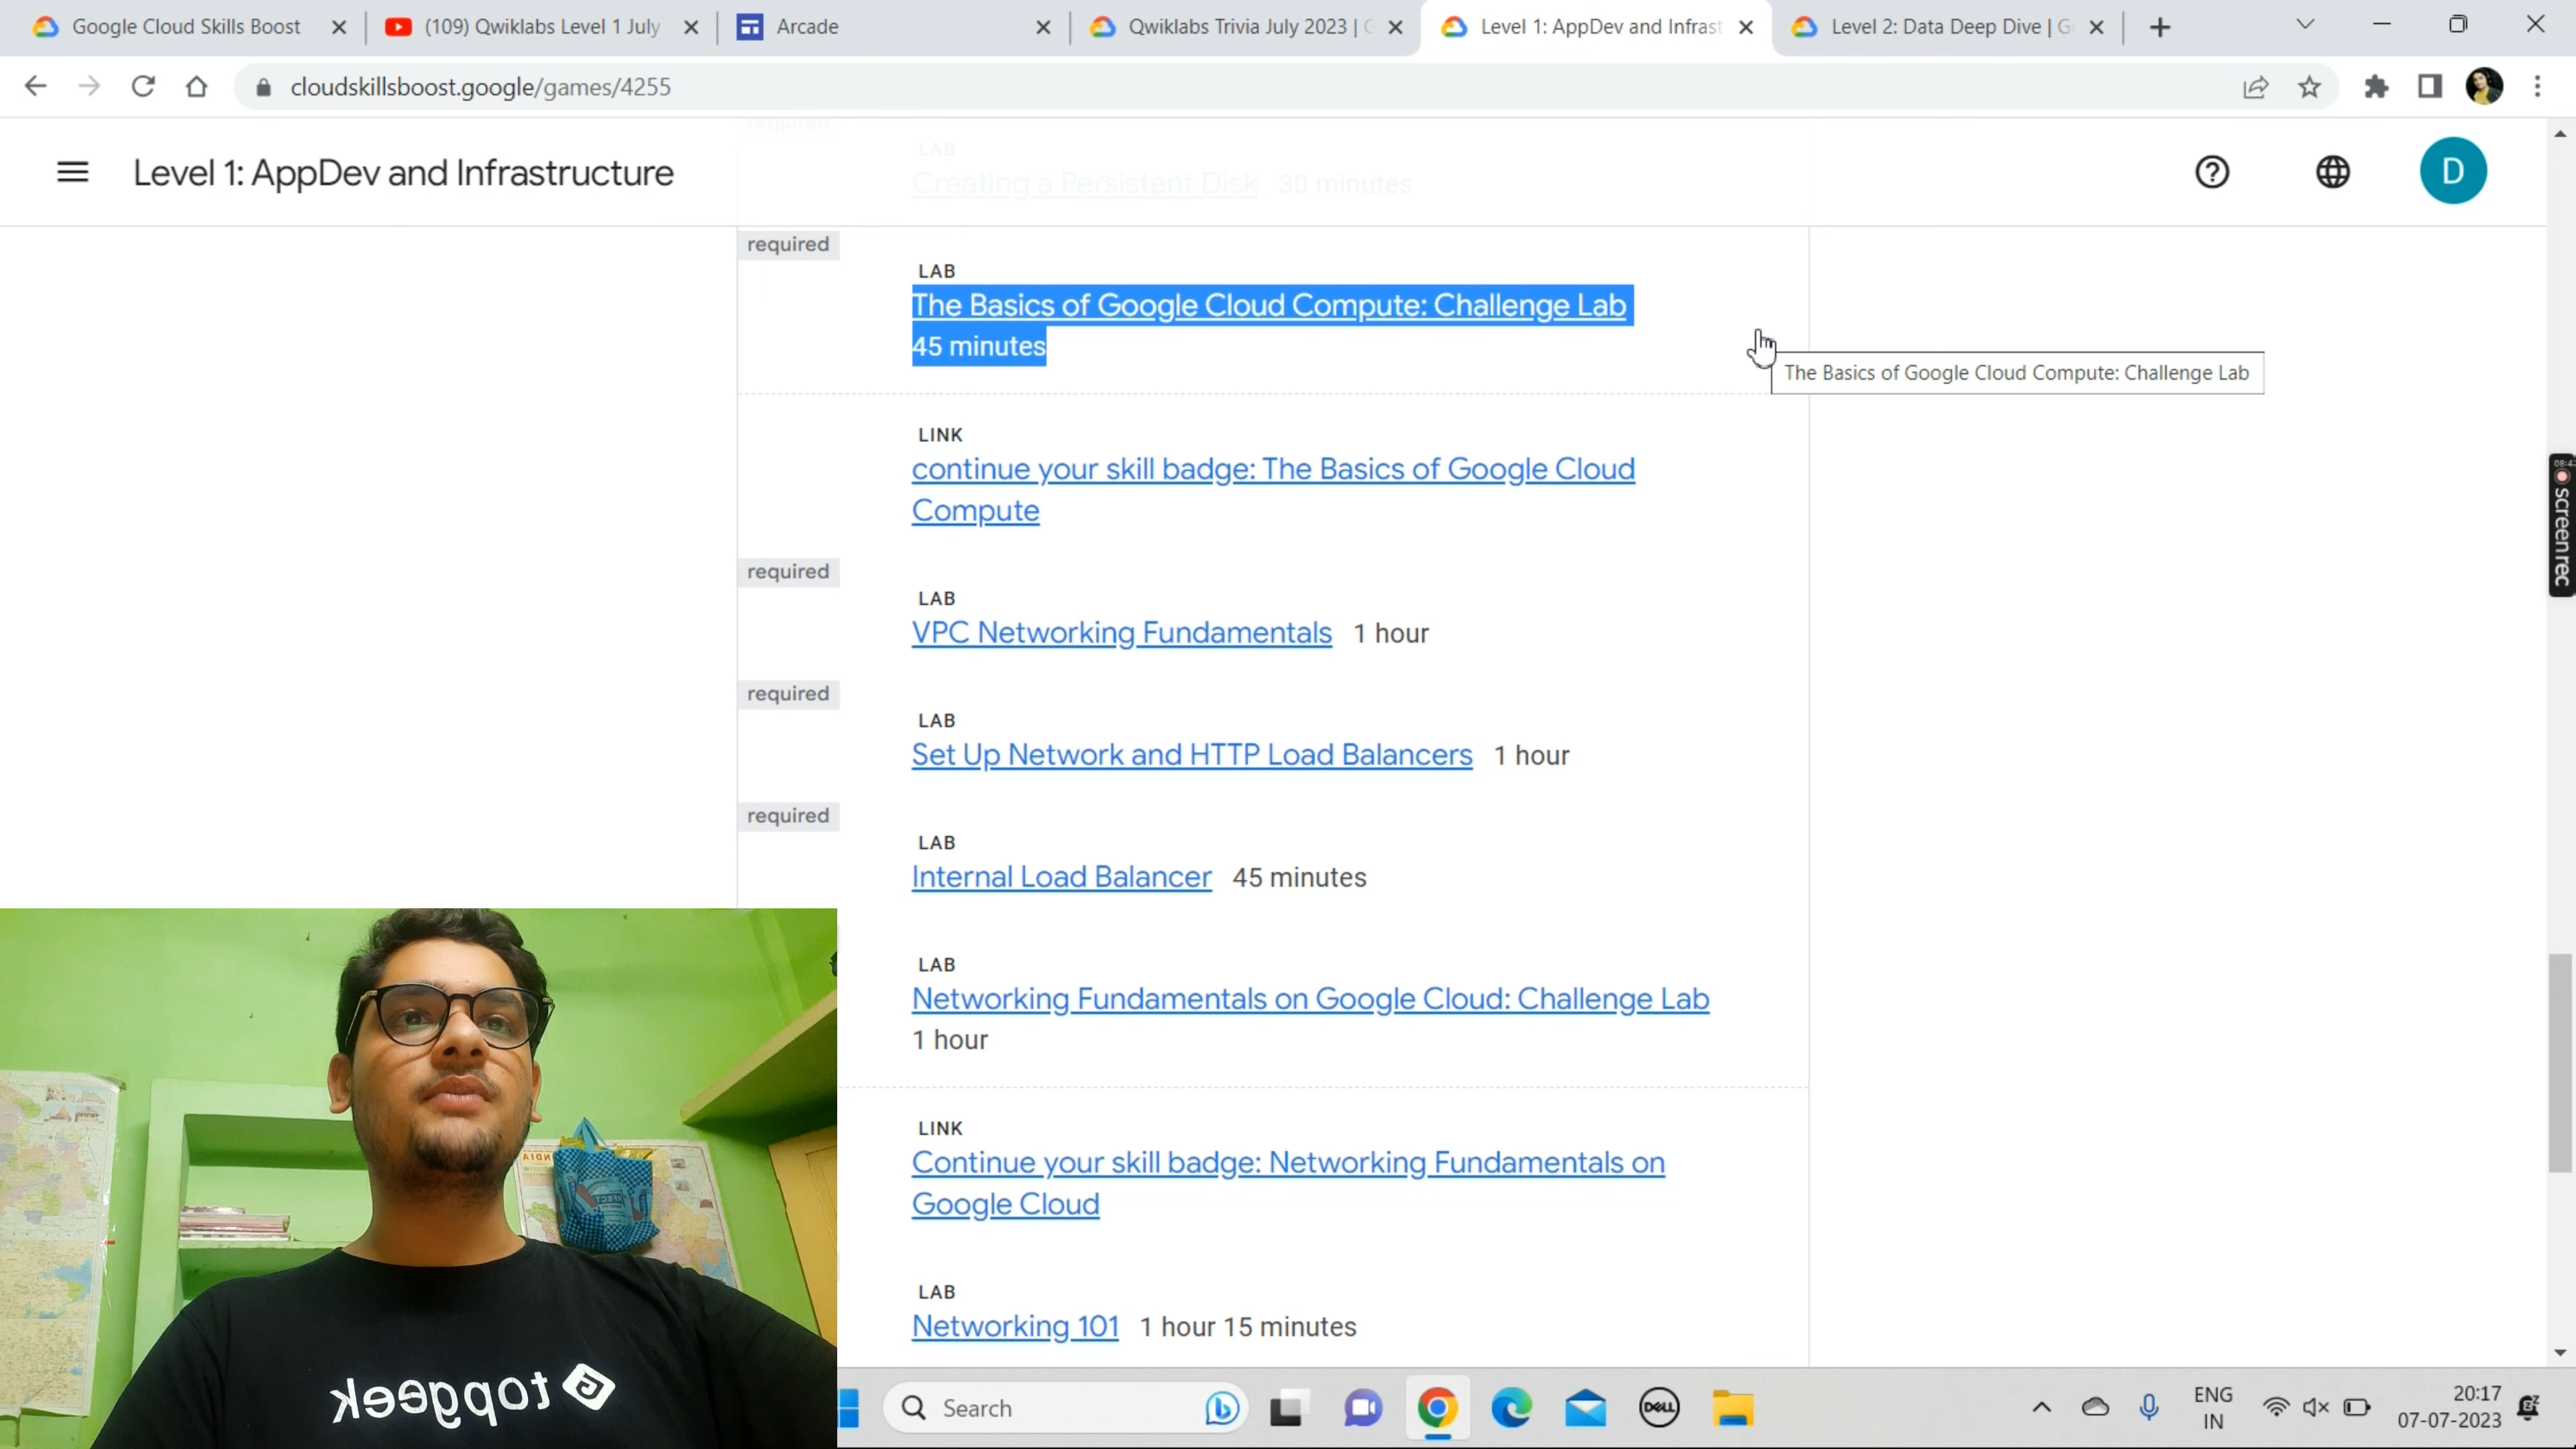 Google Cloud Skills Boost
(109) Qwiklabs Level 1 July
Arcade
Qwiklabs Trivia July 2023 | G
Level 1: AppDev and Infrast
Level 2: Data Deep Dive | G
cloudskillsboost.google/games/4255
required
LAB
Creating a Persistent Disk 30 minutes
Level 1: AppDev and Infrastructure
D
required
LAB
The Basics of Google Cloud Compute: Challenge Lab
45 minutes
The Basics of Google Cloud Compute: Challenge Lab
LINK
continue your skill badge: The Basics of Google Cloud
Compute
required
LAB
VPC Networking Fundamentals 1 hour
required
LAB
Set Up Network and HTTP Load Balancers 1 hour
required
LAB
Internal Load Balancer 45 minutes
LAB
Networking Fundamentals on Google Cloud: Challenge Lab
1 hour
LINK
Continue your skill badge: Networking Fundamentals on
Google Cloud
LAB
Networking 101 1 hour 15 minutes
screenrec
INDIA
topgeek
Search
DELL
ENG
IN
20:17
07-07-2023